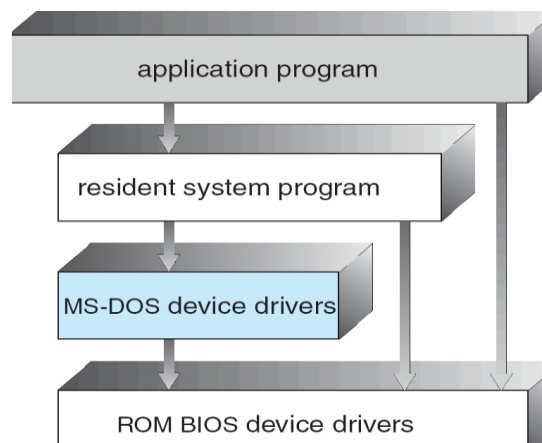 application program
resident system program
MS-DOS device drivers
ROM BIOS device drivers